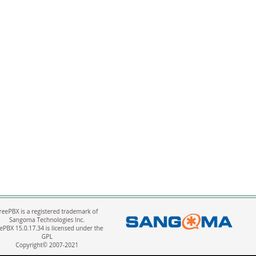 reePBX is a registered trademark of
Sangoma Technologies Inc.
ePBX 15.0.17.34 is licensed under the
GPL
Copyright© 2007-2021
SANGOMA